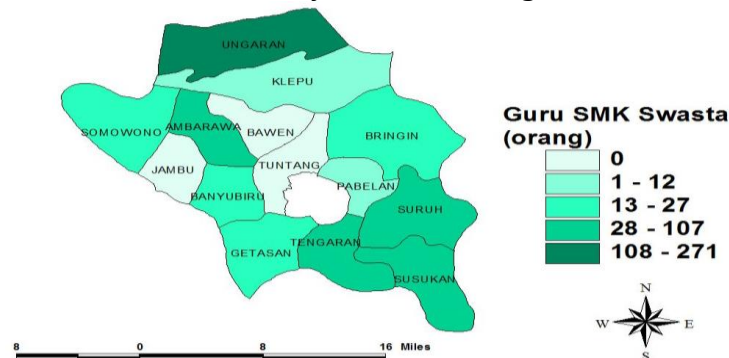 UNGARAN
KLEPU
SOMOWONO
AMBARAWA
BAWEN
BRINGIN
JAMBU
TUNTANG
BANYUBIRU
PABELAN
SURUH
GETASAN
TENGARAN
SUSUKAN
Guru SMK Swasta
(orang)
0
1 - 12
13 - 27
28 - 107
108 - 271
N
W E
S
8 0 8 16 Miles